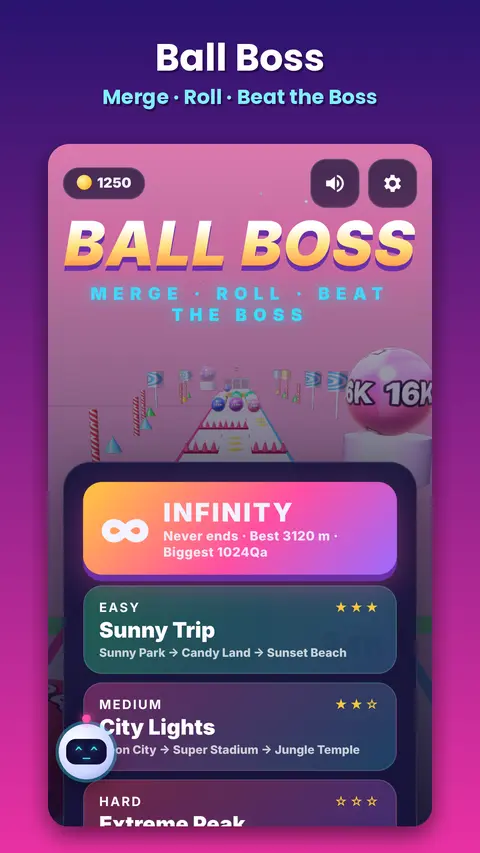 Ball Boss
Merge · Roll · Beat the Boss
1250
BALL BOSS
MERGE · ROLL · BEAT
THE BOSS
16K
INFINITY
Never ends · Best 3120 m ·
Biggest 1024Qa
EASY
★★★
Sunny Trip
Sunny Park → Candy Land → Sunset Beach
MEDIUM
★★☆
City Lights
City → Super Stadium → Jungle Temple
HARD
☆☆☆
Extreme Peak